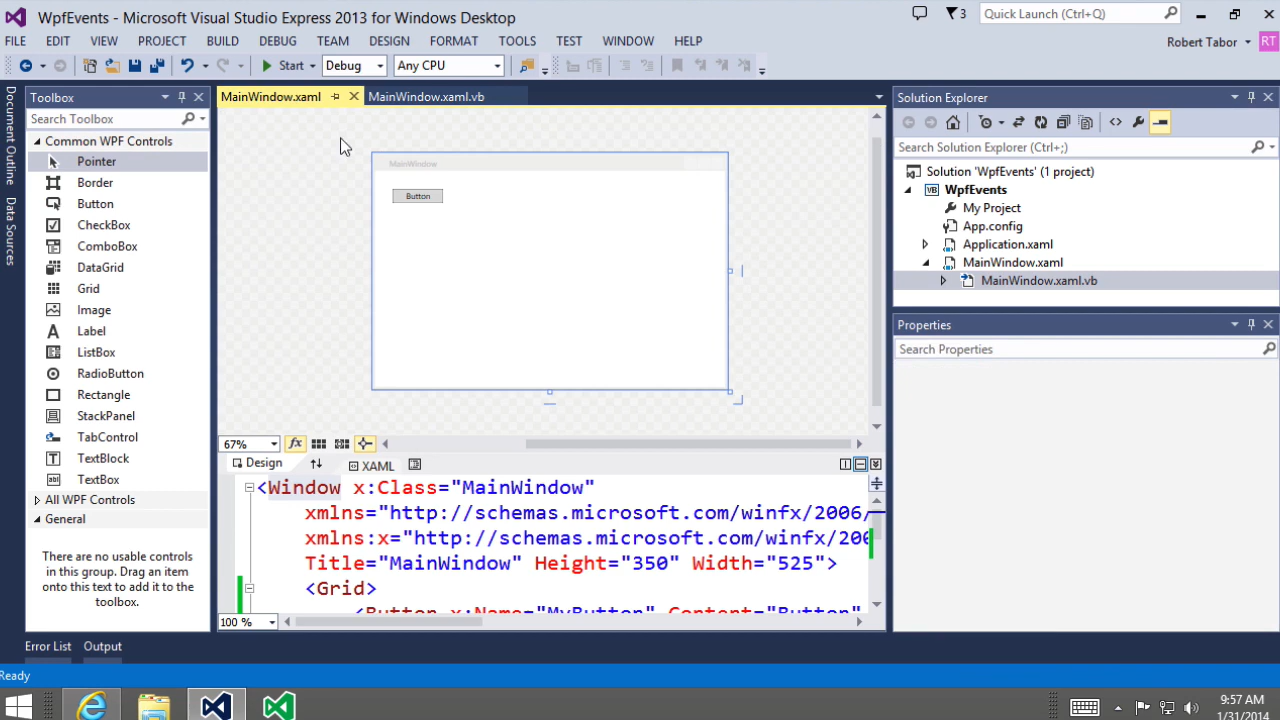 WpfEvents - Microsoft Visual Studio Express 2013 for Windows Desktop
3
Quick Launch (Ctrl+Q)
FILE EDIT VIEW PROJECT BUILD DEBUG TEAM DESIGN FORMAT TOOLS TEST WINDOW HELP
Robert Tabor RT
Start Debug Any CPU
Document Outline
Data Sources
Toolbox
Search Toolbox
Common WPF Controls
Pointer
Border
Button
CheckBox
ComboBox
DataGrid
Grid
Image
Label
ListBox
RadioButton
Rectangle
StackPanel
TabControl
TextBlock
TextBox
All WPF Controls
General
There are no usable controls
in this group. Drag an item
onto this text to add it to the
toolbox.
MainWindow.xaml
MainWindow.xaml.vb
MainWindow
Button
67%
Design
XAML
<Window x:Class="MainWindow"
xmlns="http://schemas.microsoft.com/winfx/2006/
xmlns:x="http://schemas.microsoft.com/winfx/200
Title="MainWindow" Height="350" Width="525">
<Grid>
<Button x:Name="MyButton" Content="Button"
100 %
Solution Explorer
Search Solution Explorer (Ctrl+;)
Solution 'WpfEvents' (1 project)
VB WpfEvents
My Project
App.config
Application.xaml
MainWindow.xaml
MainWindow.xaml.vb
Properties
Search Properties
Error List Output
Ready
9:57 AM
1/31/2014